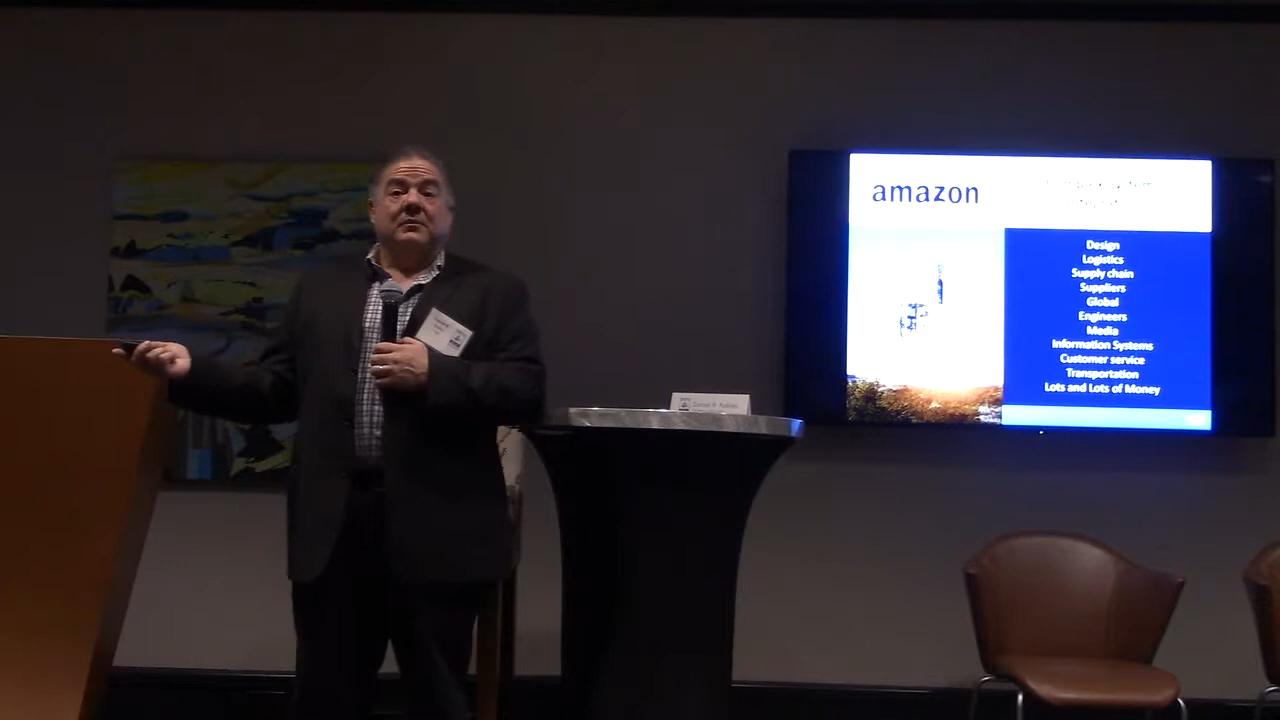 amazon
Design
Logistics
Supply chain
Suppliers
Global
Engineers
Media
Information Systems
Customer service
Transportation
Lots and Lots of Money